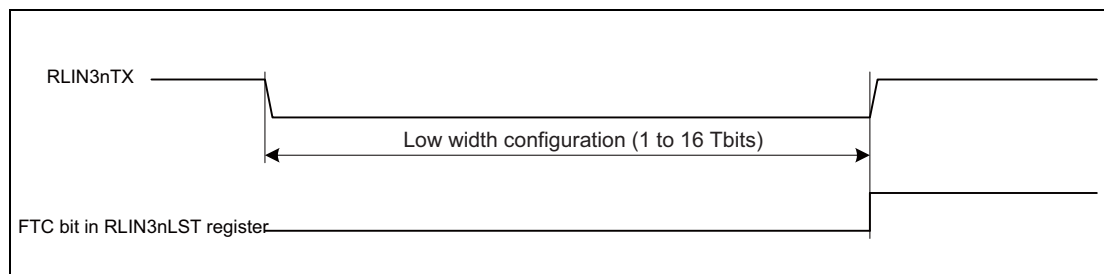 RLIN3nTX
Low width configuration (1 to 16 Tbits)
FTC bit in RLIN3nLST register